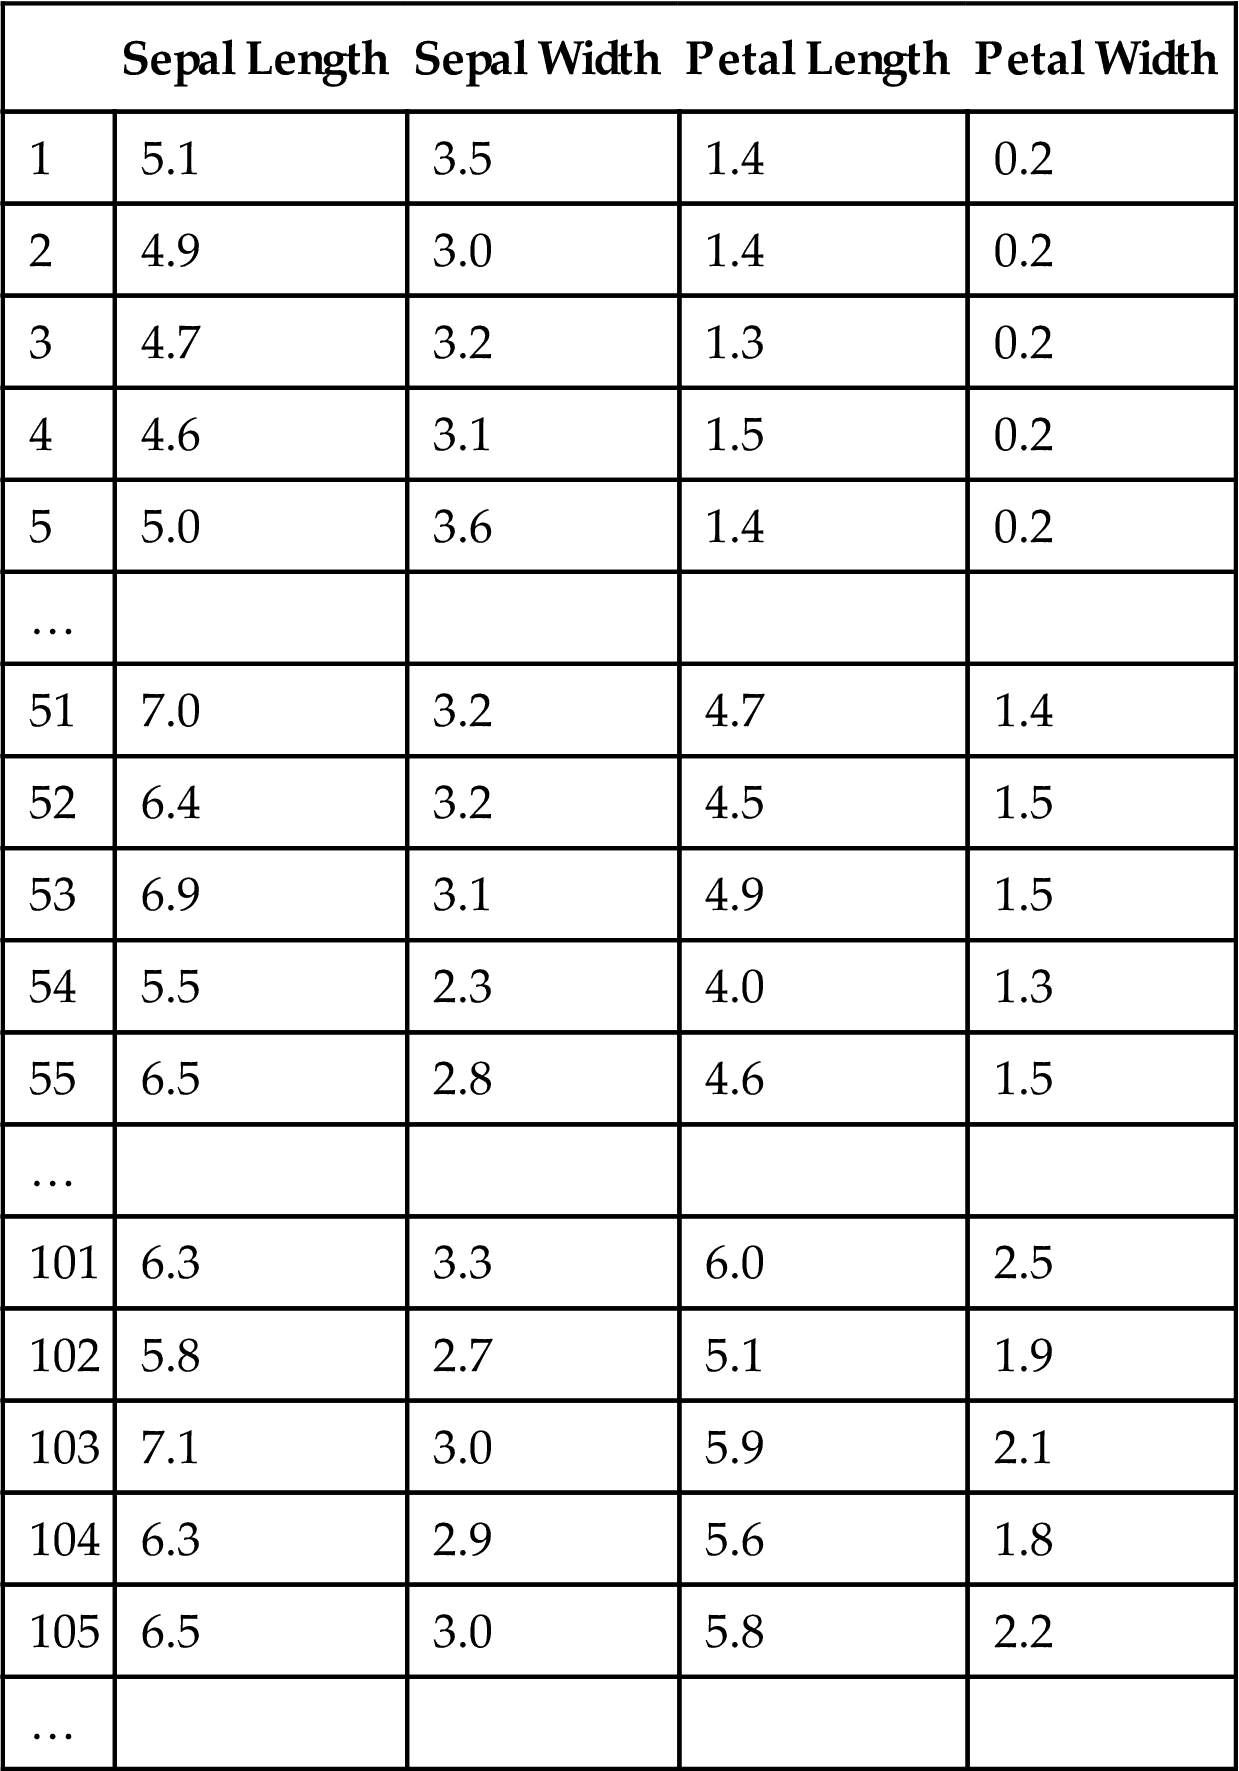 Sepal Length Sepal Width Petal Length Petal Width
1 5.1 3.5 1.4 0.2
2 4.9 3.0 1.4 0.2
3 4.7 3.2 1.3 0.2
4 4.6 3.1 1.5 0.2
5 5.0 3.6 1.4 0.2
…
51 7.0 3.2 4.7 1.4
52 6.4 3.2 4.5 1.5
53 6.9 3.1 4.9 1.5
54 5.5 2.3 4.0 1.3
55 6.5 2.8 4.6 1.5
…
101 6.3 3.3 6.0 2.5
102 5.8 2.7 5.1 1.9
103 7.1 3.0 5.9 2.1
104 6.3 2.9 5.6 1.8
105 6.5 3.0 5.8 2.2
…